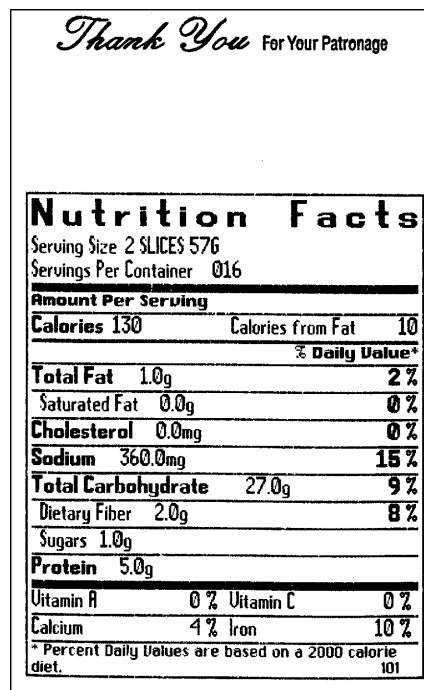 Thank You For Your Patronage
Nutrition Facts
Serving Size 2 SLICES 57G
Servings Per Container 016
Amount Per Serving
Calories 130 Calories from Fat 10
% Daily Value*
Total Fat 1.0g 2%
Saturated Fat 0.0g 0%
Cholesterol 0.0mg 0%
Sodium 360.0mg 15%
Total Carbohydrate 27.0g 9%
Dietary Fiber 2.0g 8%
Sugars 1.0g
Protein 5.0g
Vitamin A 0% Vitamin C 0%
Calcium 4% Iron 10%
* Percent Daily Values are based on a 2000 calorie
diet. 101